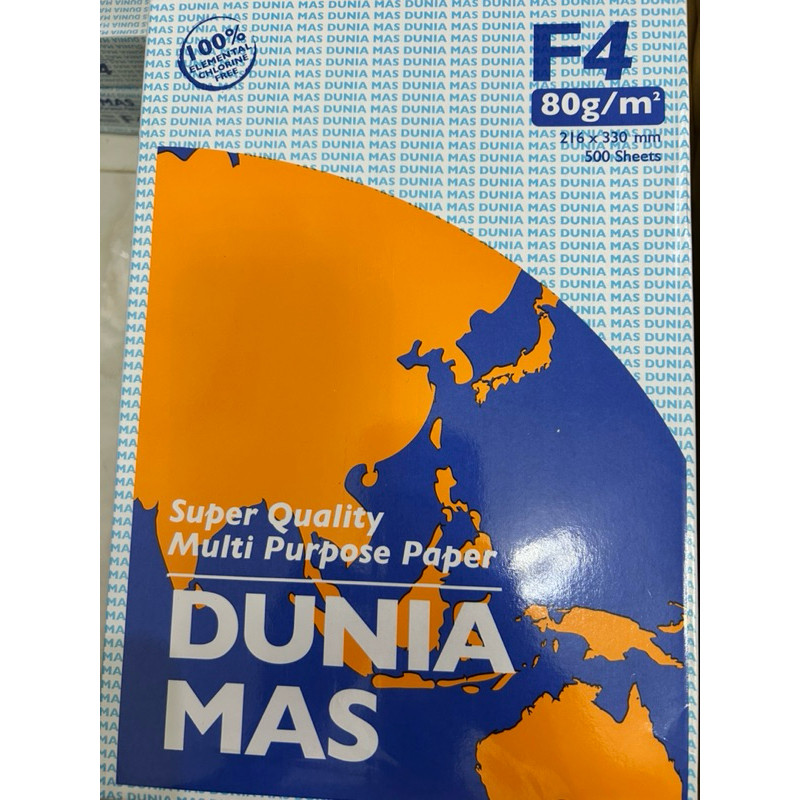 100%
ELEMENTAL
CHLORINE
FREE
F4
80g/m²
216 x 330 mm
500 Sheets
Super Quality
Multi Purpose Paper
DUNIA
MAS